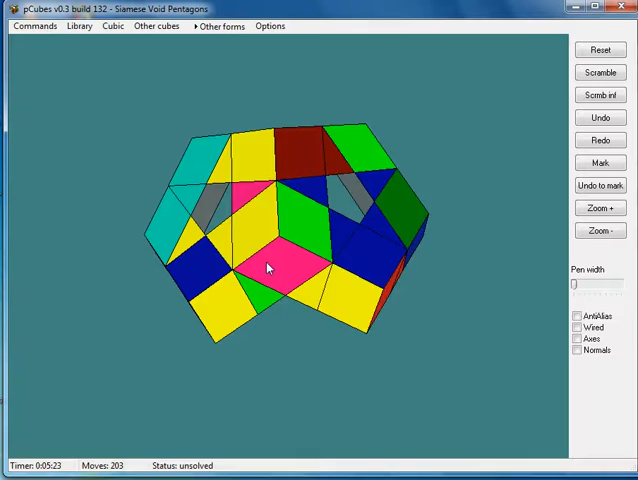 pCubes v0.3 build 132 - Siamese Void Pentagons
Commands Library Cubic Other cubes Other forms Options
Reset
Scramble
Scrmb inf
Undo
Redo
Mark
Undo to mark
Zoom +
Zoom -
Pen width
AntiAlias
Wired
Axes
Normals
Timer: 0:05:23 Moves: 203 Status: unsolved